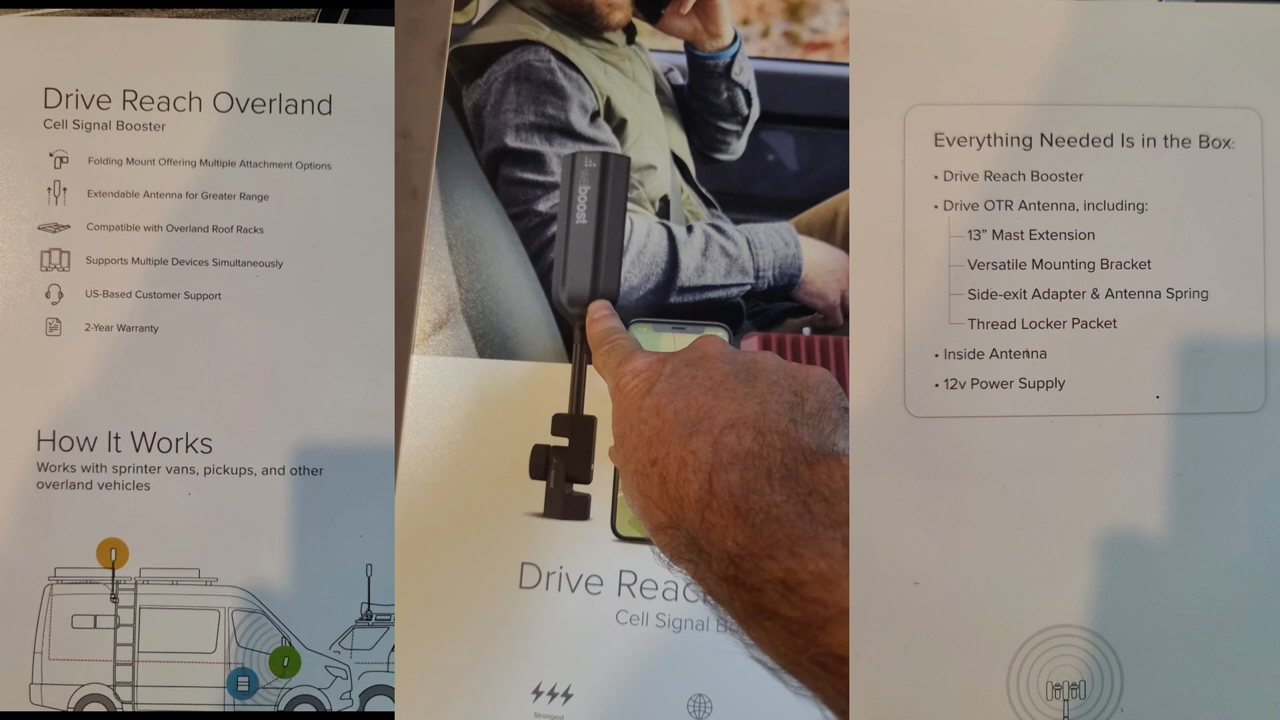 Drive Reach Overland
Cell Signal Booster
Folding Mount Offering Multiple Attachment Options
Extendable Antenna for Greater Range
Compatible with Overland Roof Racks
Supports Multiple Devices Simultaneously
US-Based Customer Support
2-Year Warranty
How It Works
Works with sprinter vans, pickups, and other
overland vehicles
weboost
Drive Reac
Cell Signal B
Strongest
Everything Needed Is in the Box:
• Drive Reach Booster
• Drive OTR Antenna, including:
13” Mast Extension
Versatile Mounting Bracket
Side-exit Adapter & Antenna Spring
Thread Locker Packet
• Inside Antenna
• 12v Power Supply